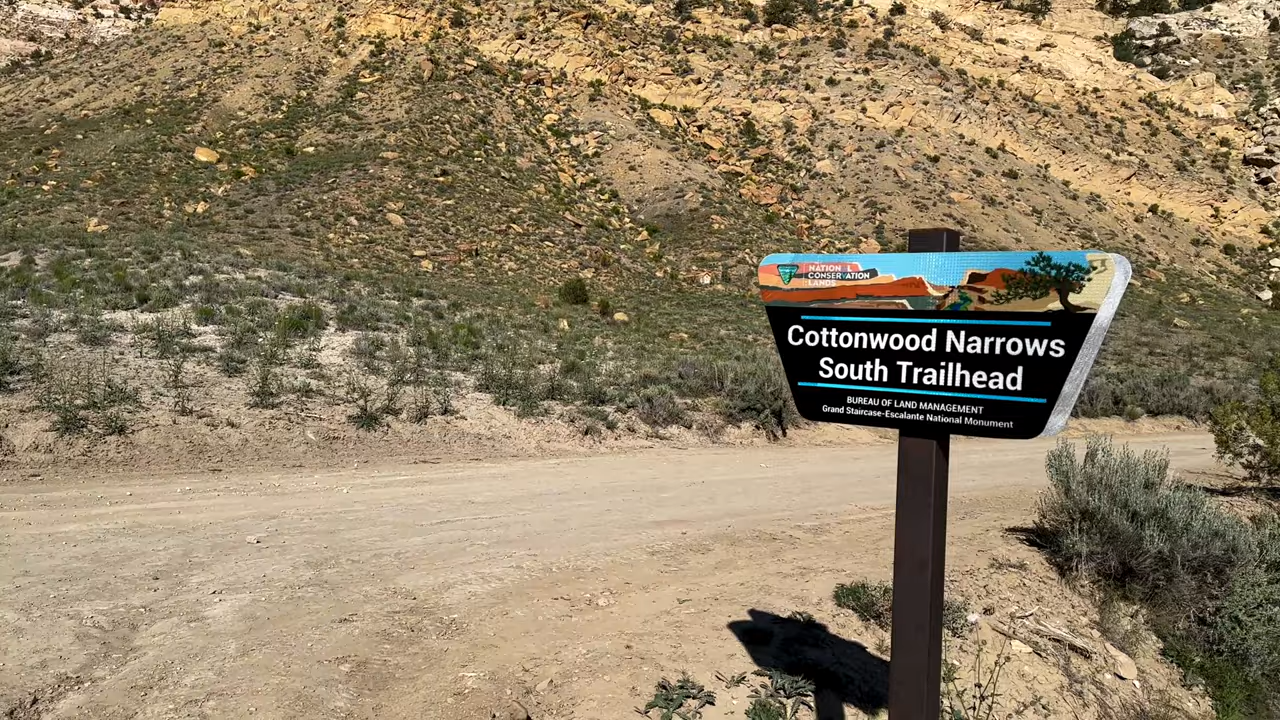 NATIONAL
CONSERVATION
LANDS
Cottonwood Narrows
South Trailhead
BUREAU OF LAND MANAGEMENT
Grand Staircase-Escalante National Monument